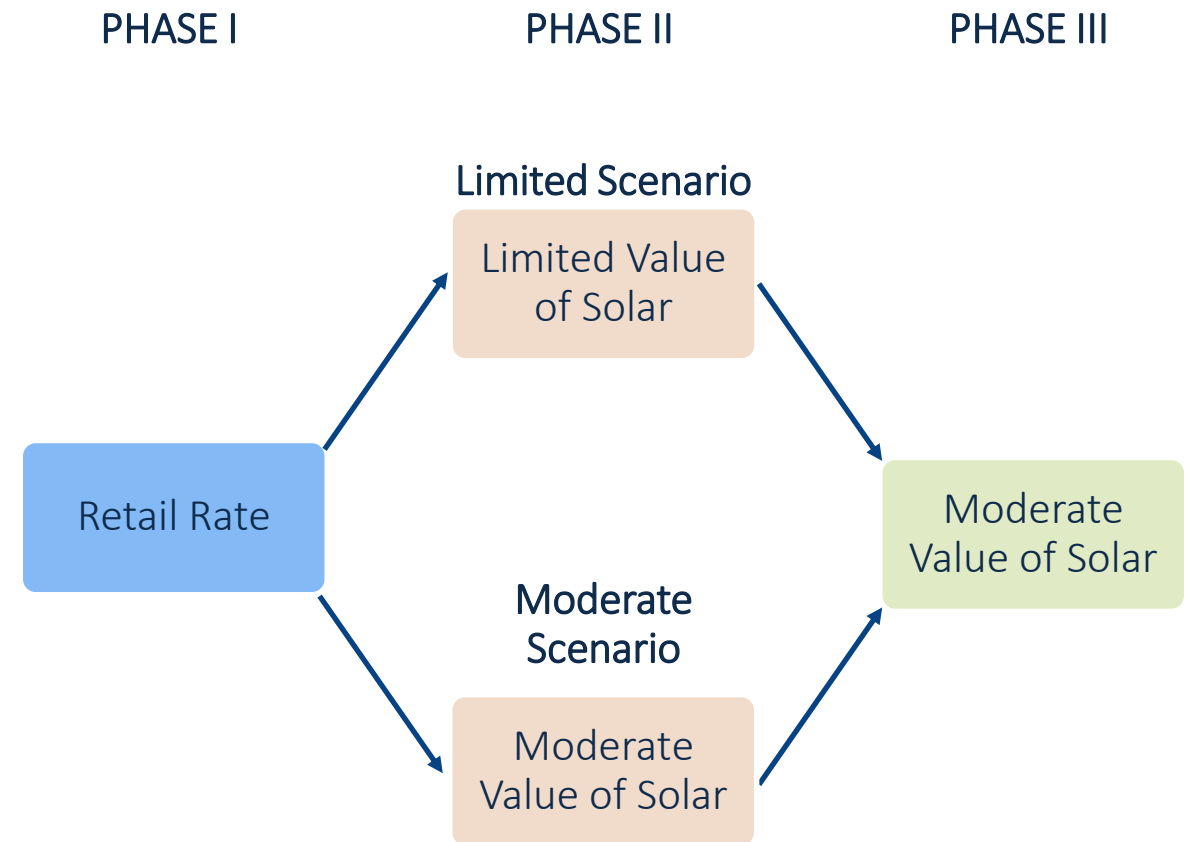 PHASE I
PHASE II
PHASE III
Limited Scenario
Limited Value
of Solar
Retail Rate
Moderate
Scenario
Moderate
Value of Solar
Moderate
Value of Solar